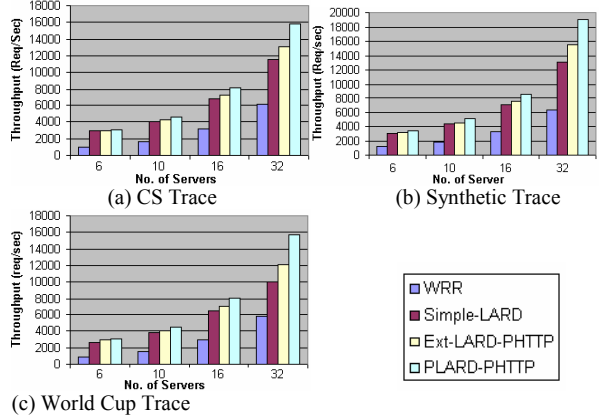 Throughput (Req/Sec)
18000
16000
14000
12000
10000
8000
6000
4000
2000
0
6 10 16 32
No. of Servers
(a) CS Trace
Throughput (Req/Sec)
20000
18000
16000
14000
12000
10000
8000
6000
4000
2000
0
6 10 16 32
No. of Server
(b) Synthetic Trace
Throughput (req/sec)
18000
16000
14000
12000
10000
8000
6000
4000
2000
0
6 10 16 32
No. of Servers
(c) World Cup Trace
WRR
Simple-LARD
Ext-LARD-PHTTP
PLARD-PHTTP